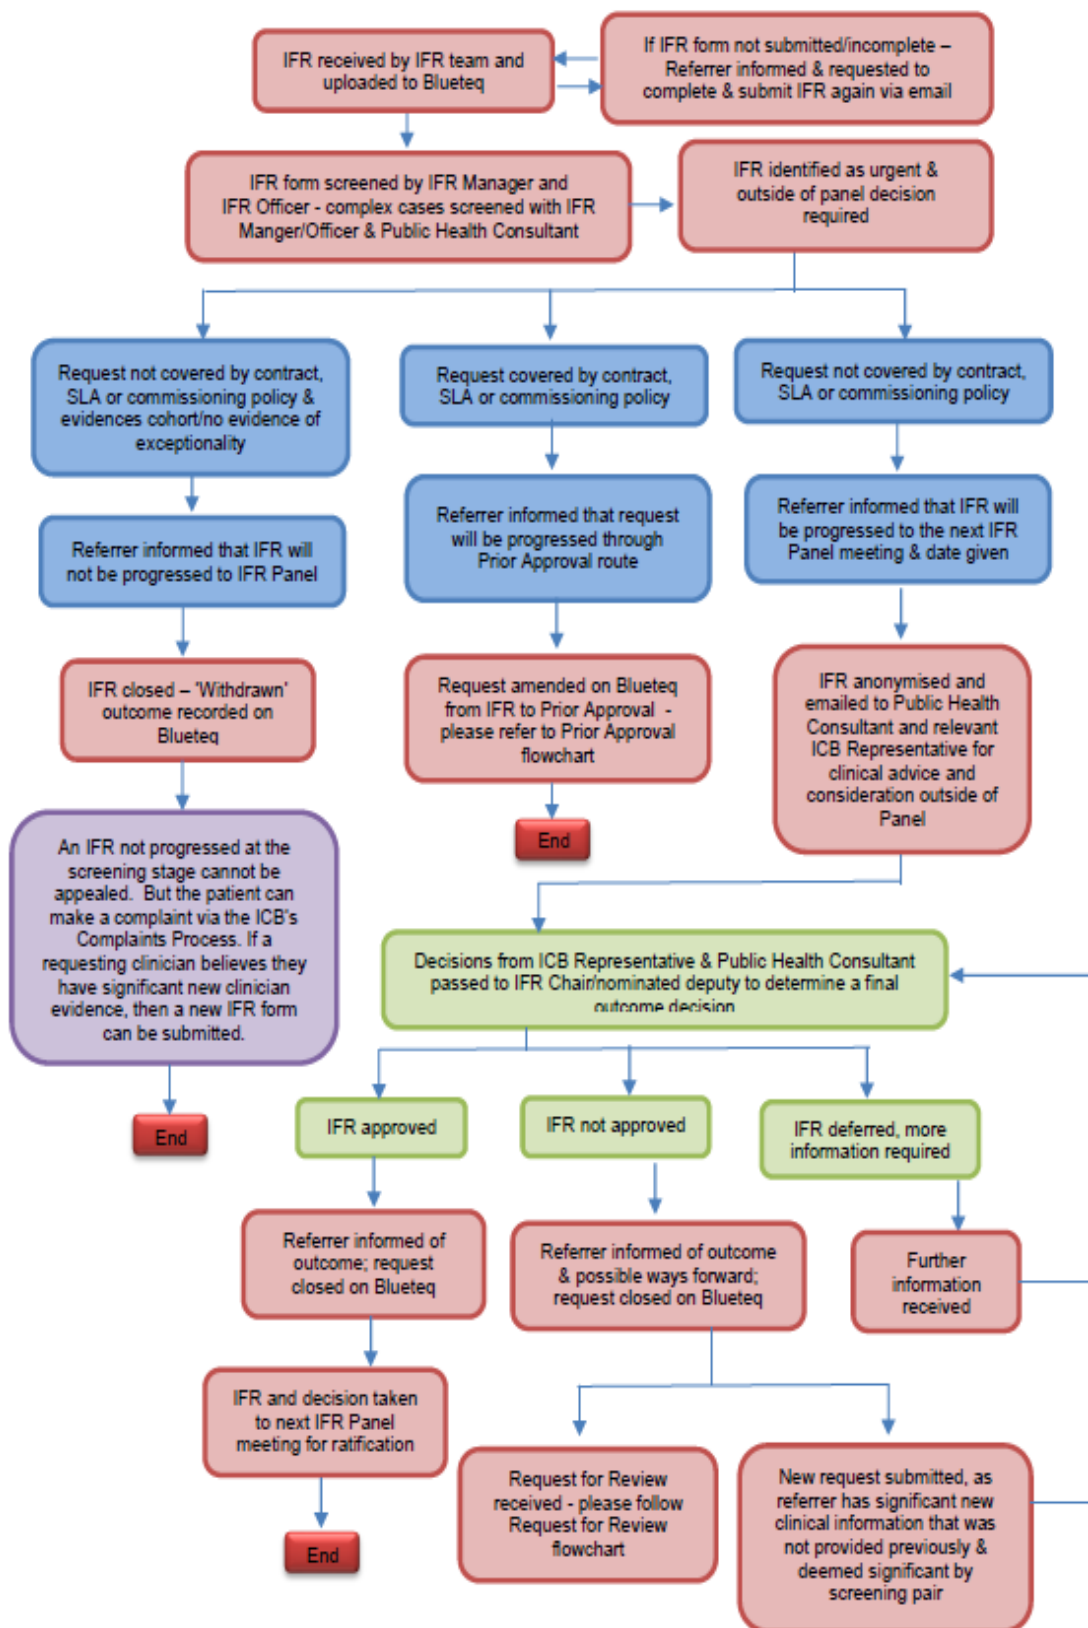 IFR received by IFR team and
uploaded to Blueteq
If IFR form not submitted/incomplete –
Referrer informed & requested to
complete & submit IFR again via email
IFR form screened by IFR Manager and
IFR Officer - complex cases screened with IFR
Manger/Officer & Public Health Consultant
IFR identified as urgent &
outside of panel decision
required
Request not covered by contract,
SLA or commissioning policy &
evidences cohort/no evidence of
exceptionality
Request covered by contract,
SLA or commissioning policy
Request not covered by contract,
SLA or commissioning policy
Referrer informed that IFR will
not be progressed to IFR Panel
Referrer informed that request
will be progressed through
Prior Approval route
Referrer informed that IFR will
be progressed to the next IFR
Panel meeting & date given
IFR closed – 'Withdrawn'
outcome recorded on
Blueteq
Request amended on Blueteq
from IFR to Prior Approval -
please refer to Prior Approval
flowchart
IFR anonymised and
emailed to Public Health
Consultant and relevant
ICB Representative for
clinical advice and
consideration outside of
Panel
End
An IFR not progressed at the
screening stage cannot be
appealed. But the patient can
make a complaint via the ICB's
Complaints Process. If a
requesting clinician believes they
have significant new clinician
evidence, then a new IFR form
can be submitted.
End
Decisions from ICB Representative & Public Health Consultant
passed to IFR Chair/nominated deputy to determine a final
outcome decision
IFR approved
IFR not approved
IFR deferred, more
information required
Referrer informed of
outcome; request
closed on Blueteq
Referrer informed of outcome
& possible ways forward;
request closed on Blueteq
Further
information
received
IFR and decision taken
to next IFR Panel
meeting for ratification
End
Request for Review
received - please follow
Request for Review
flowchart
New request submitted, as
referrer has significant new
clinical information that was
not provided previously &
deemed significant by
screening pair